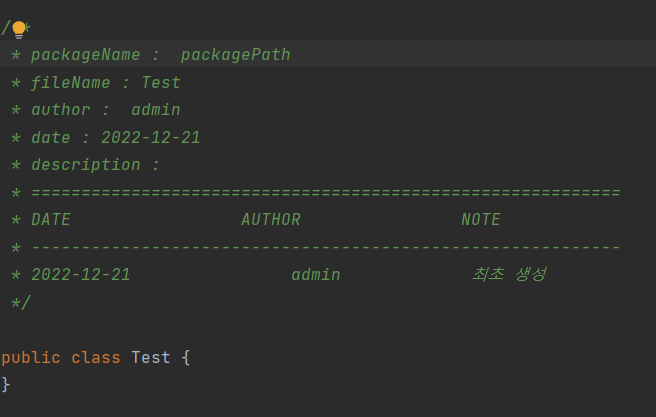 /**
* packageName :  packagePath
* fileName : Test
* author :  admin
* date : 2022-12-21
* description :
* ===========================================================
* DATE                 AUTHOR                NOTE
* -----------------------------------------------------------
* 2022-12-21                admin             최초 생성
*/
public class Test {
}